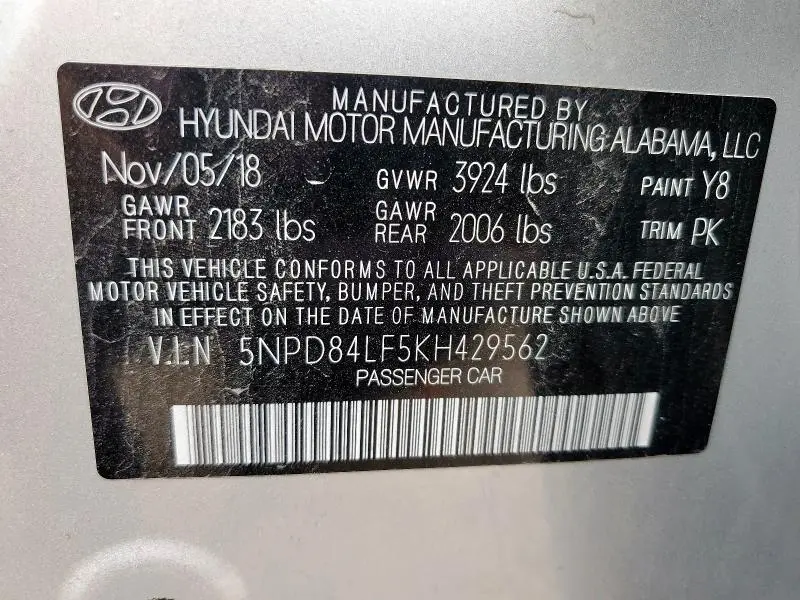 MANUFACTURED BY
HYUNDAI MOTOR MANUFACTURING ALABAMA, LLC
Nov/05/18 GVWR 3924 lbs PAINT Y8
GAWR FRONT 2183 lbs GAWR REAR 2006 lbs TRIM PK
THIS VEHICLE CONFORMS TO ALL APPLICABLE U.S.A. FEDERAL
MOTOR VEHICLE SAFETY, BUMPER, AND THEFT PREVENTION STANDARDS
IN EFFECT ON THE DATE OF MANUFACTURE SHOWN ABOVE.
V.I.N 5NPD84LF5KH429562
PASSENGER CAR